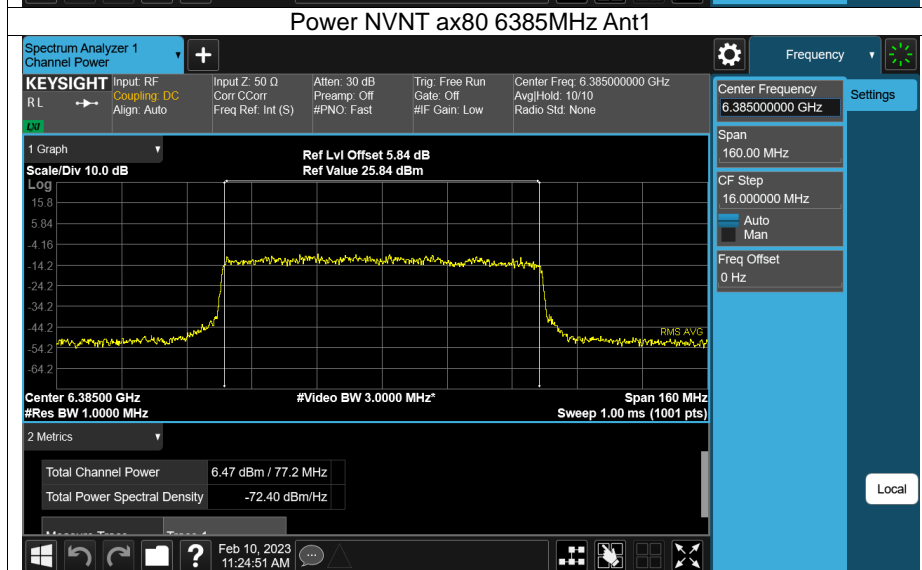 Power NVNT ax80 6385MHz Ant1
Spectrum Analyzer 1
Channel Power
+
Frequency
KEYSIGHT
RL
LXI
Input: RF
Coupling: DC
Align: Auto
Input Z: 50 Ω
Corr CCorr
Freq Ref: Int (S)
Atten: 30 dB
Preamp: Off
#PNO: Fast
Trig: Free Run
Gate: Off
#IF Gain: Low
Center Freq: 6.385000000 GHz
Avg|Hold: 10/10
Radio Std: None
Center Frequency
6.385000000 GHz
Settings
Span
160.00 MHz
CF Step
16.000000 MHz
Auto
Man
Freq Offset
0 Hz
1 Graph
Scale/Div 10.0 dB
Ref Lvl Offset 5.84 dB
Ref Value 25.84 dBm
Log
15.8
5.84
-4.16
-14.2
-24.2
-34.2
-44.2
-54.2
-64.2
RMS AVG
Center 6.38500 GHz
#Video BW 3.0000 MHz*
Span 160 MHz
#Res BW 1.0000 MHz
Sweep 1.00 ms (1001 pts)
2 Metrics
Total Channel Power 6.47 dBm / 77.2 MHz
Total Power Spectral Density -72.40 dBm/Hz
Local
?
Feb 10, 2023
11:24:51 AM